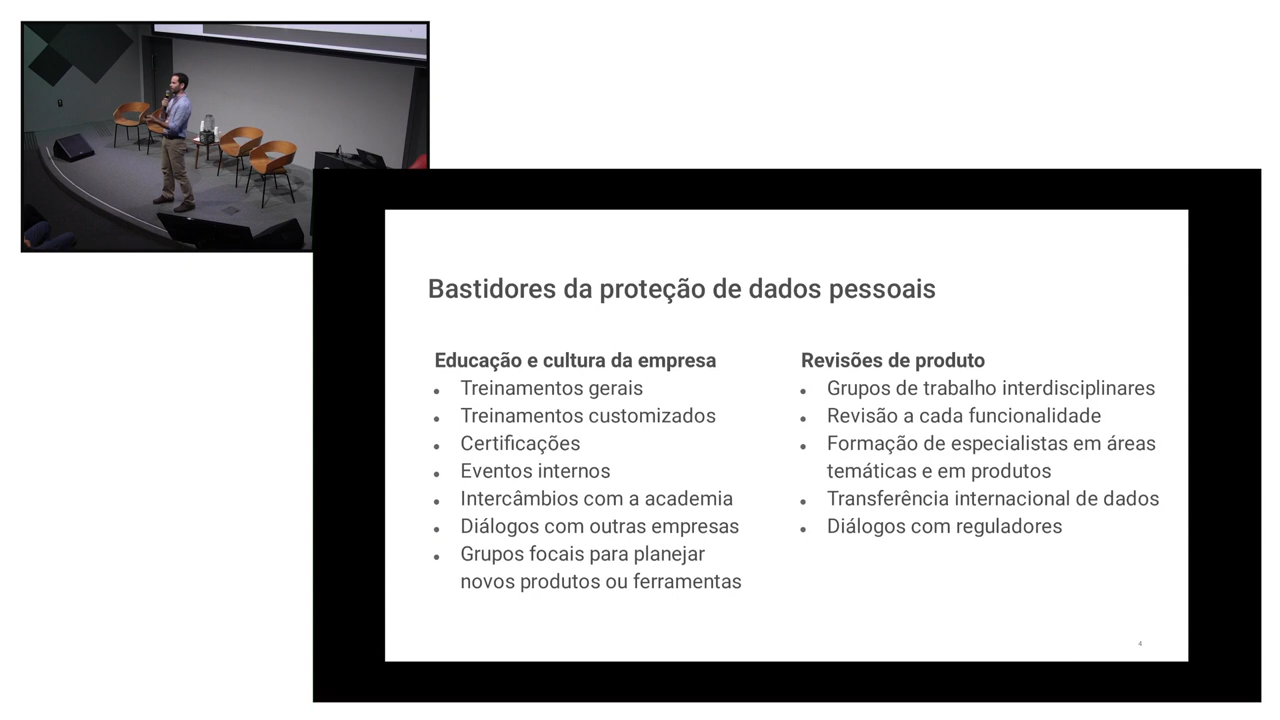 Bastidores da proteção de dados pessoais
Educação e cultura da empresa
• Treinamentos gerais
• Treinamentos customizados
• Certificações
• Eventos internos
• Intercâmbios com a academia
• Diálogos com outras empresas
• Grupos focais para planejar
novos produtos ou ferramentas
Revisões de produto
• Grupos de trabalho interdisciplinares
• Revisão a cada funcionalidade
• Formação de especialistas em áreas
temáticas e em produtos
• Transferência internacional de dados
• Diálogos com reguladores
4